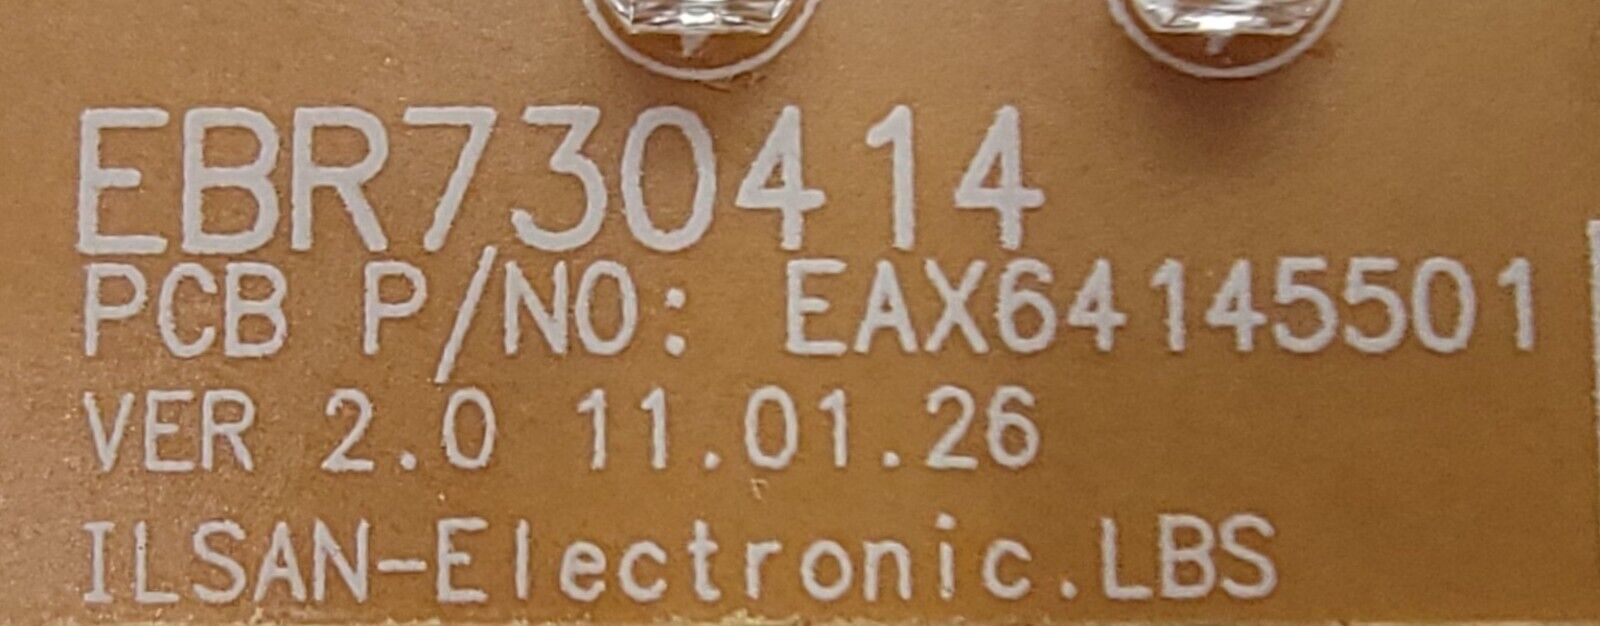 EBR730414
PCB P/NO: EAX64145501
VER 2.0 11.01.26
ILSAN-Electronic.LBS